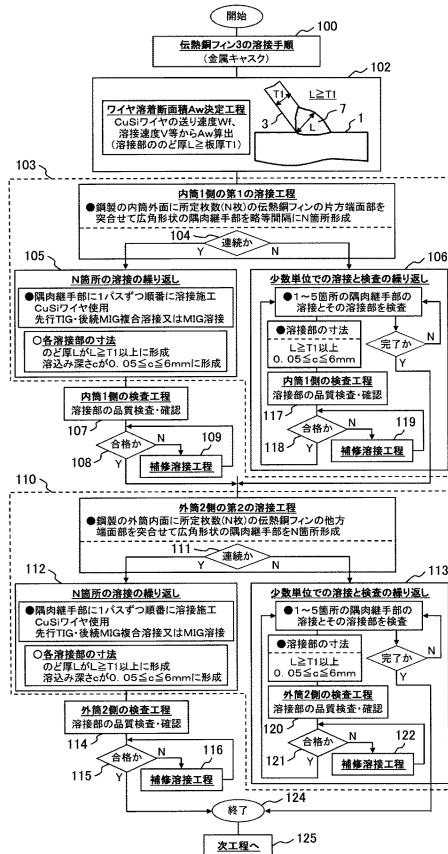 開始
100
伝熱銅フィン3の溶接手順
(金属キャスク)
102
ワイヤ溶着断面積Aw決定工程
CuSiワイヤの送り速度Wf、
溶接速度V等からAw算出
(溶接部ののど厚L≧板厚T1)
T1
L≧T1
7
3
L
1
103
内筒1側の第1の溶接工程
●鋼製の内筒外面に所定枚数(N枚)の伝熱銅フィンの片方端面部を
突合せて広角形状の隅肉継手部を略等間隔にN箇所形成
104
連続か
Y
N
105
N箇所の溶接の繰り返し
●隅肉継手部に1パスずつ順番に溶接施工
CuSiワイヤ使用
先行TIG・後続MIG複合溶接又はMIG溶接
○各溶接部の寸法
のど厚LがL≧T1以上に形成
溶込み深さcが0.05≦c≦6mmに形成
106
少数単位での溶接と検査の繰り返し
●1~5箇所の隅肉継手部の
溶接とその溶接部を検査
●溶接部の寸法
L≧T1以上
0.05≦c≦6mm
完了か
N
Y
内筒1側の検査工程
溶接部の品質検査・確認
107
合格か
108
N
Y
109
補修溶接工程
内筒1側の検査工程
溶接部の品質検査・確認
117
合格か
118
N
Y
119
補修溶接工程
110
外筒2側の第2の溶接工程
●鋼製の外筒内面に所定枚数(N枚)の伝熱銅フィンの他方
端面部を突合せて広角形状の隅肉継手部をN箇所形成
111
連続か
Y
N
112
N箇所の溶接の繰り返し
●隅肉継手部に1パスずつ順番に溶接施工
CuSiワイヤ使用
先行TIG・後続MIG複合溶接又はMIG溶接
○各溶接部の寸法
のど厚LがL≧T1以上に形成
溶込み深さcが0.05≦c≦6mmに形成
113
少数単位での溶接と検査の繰り返し
●1~5箇所の隅肉継手部の
溶接とその溶接部を検査
●溶接部の寸法
L≧T1以上
0.05≦c≦6mm
完了か
N
Y
外筒2側の検査工程
溶接部の品質検査・確認
114
合格か
115
N
Y
116
補修溶接工程
外筒2側の検査工程
溶接部の品質検査・確認
120
合格か
121
N
Y
122
補修溶接工程
124
終了
125
次工程へ